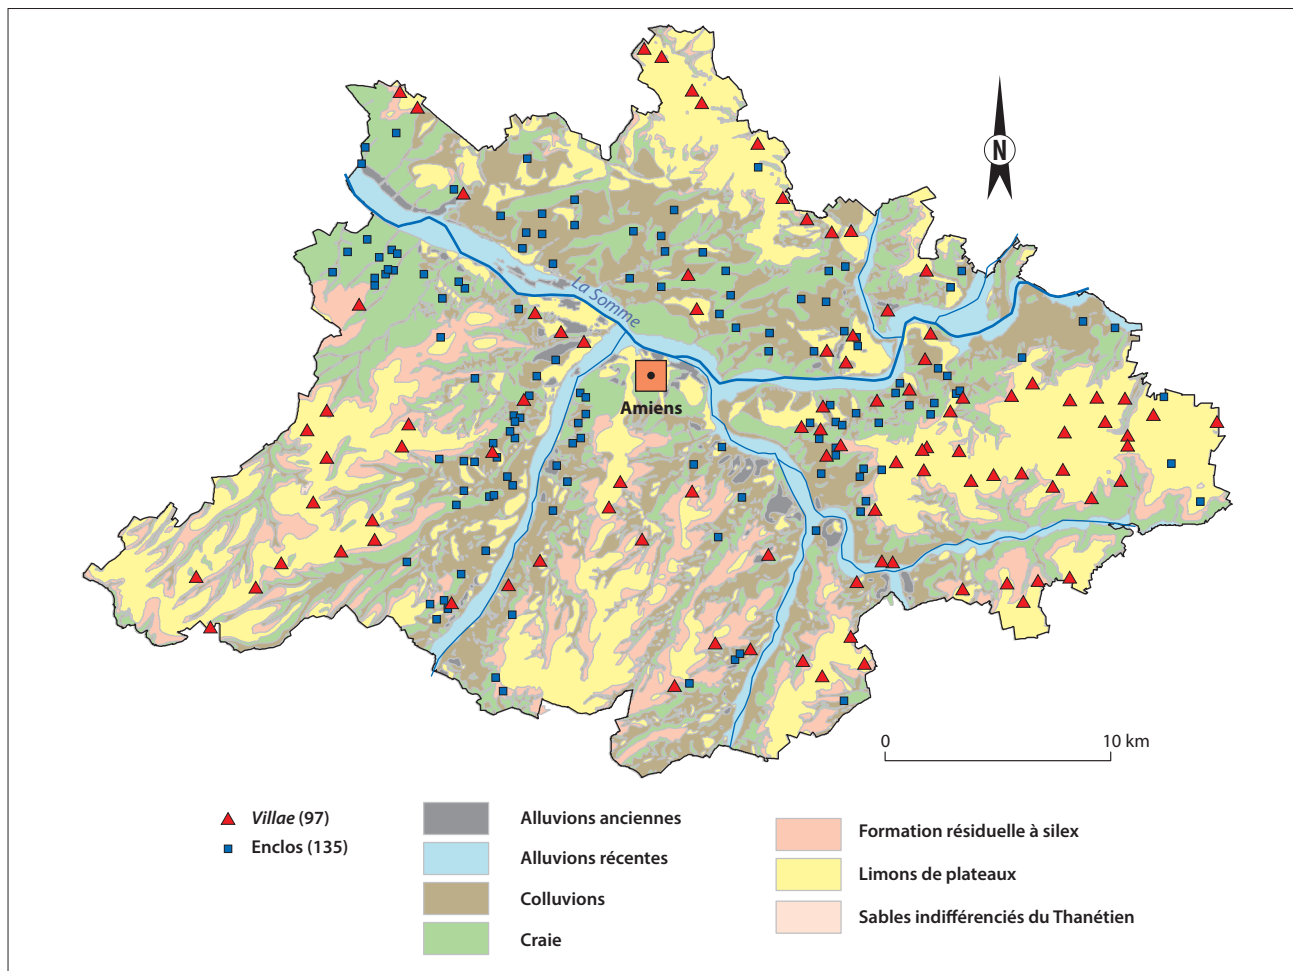 N
La Somme
Amiens
0 10 km
Villae (97)
Enclos (135)
Alluvions anciennes
Alluvions récentes
Colluvions
Craie
Formation résiduelle à silex
Limons de plateaux
Sables indifférenciés du Thanétien